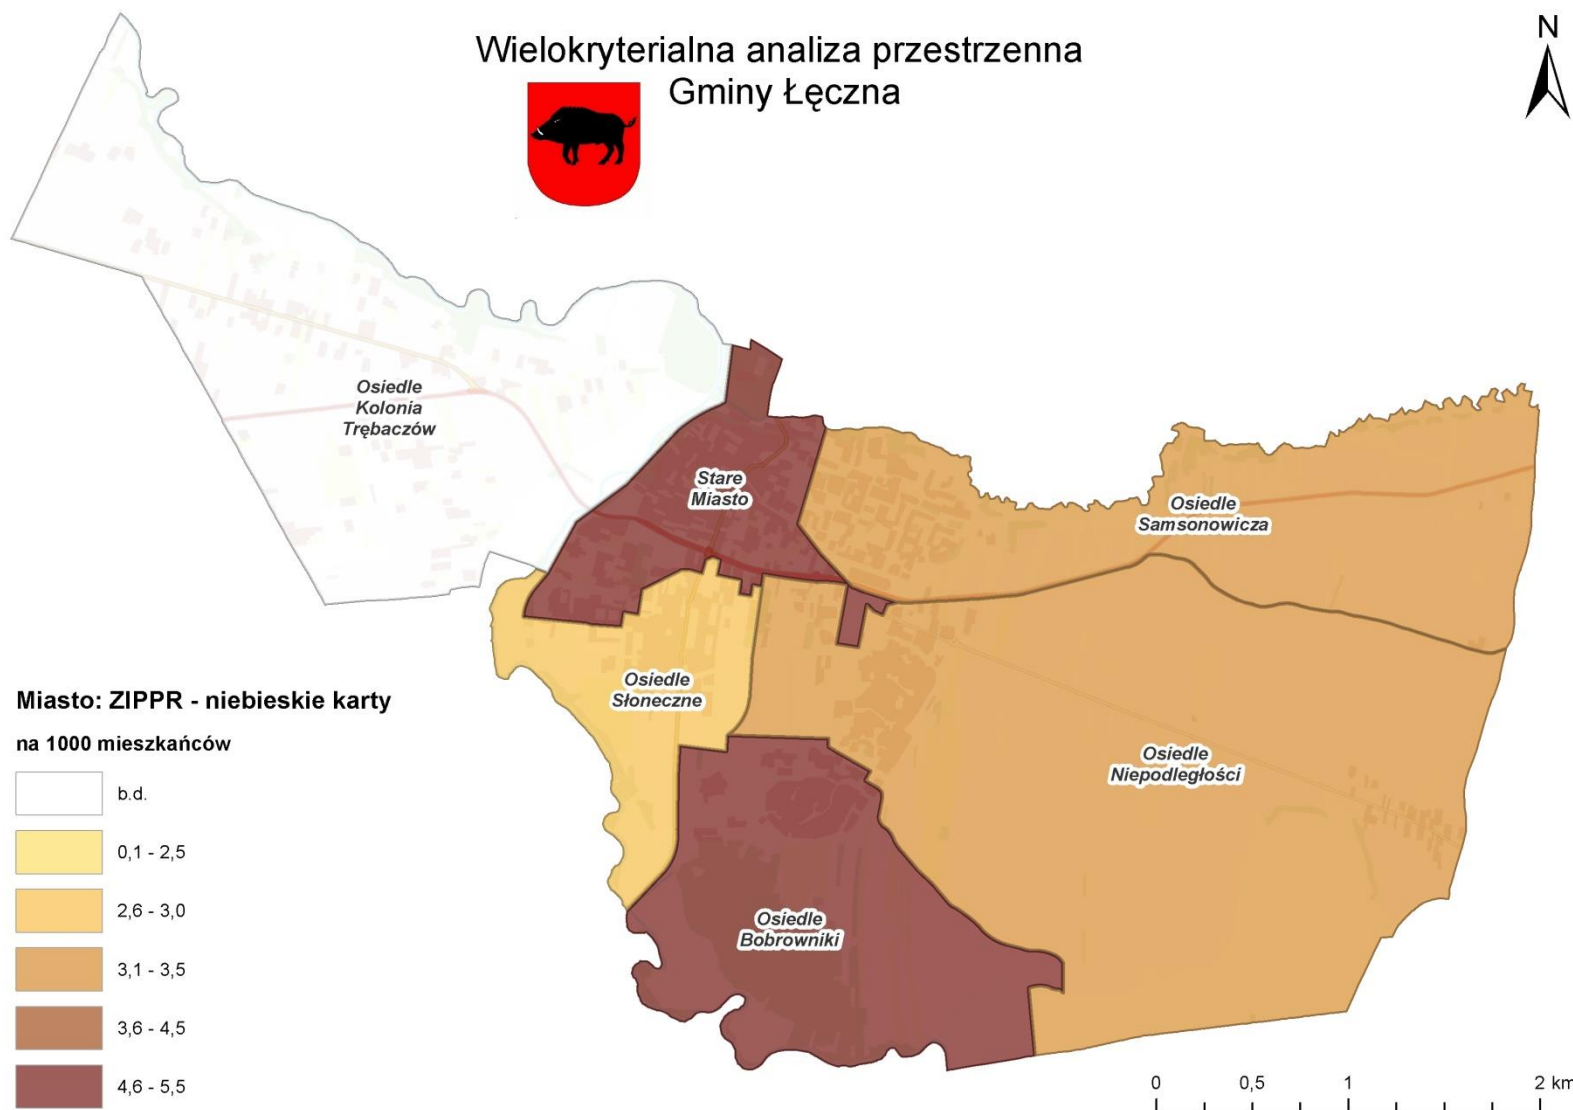 Wielokryterialna analiza przestrzenna
Gminy Łęczna
N
Osiedle
Kolonia
Trębaczów
Stare
Miasto
Osiedle
Samsonowicza
Osiedle
Słoneczne
Osiedle
Niepodległości
Osiedle
Bobrowniki
Miasto: ZIPPR - niebieskie karty
na 1000 mieszkańców
b.d.
0,1 - 2,5
2,6 - 3,0
3,1 - 3,5
3,6 - 4,5
4,6 - 5,5
0 0,5 1 2 km